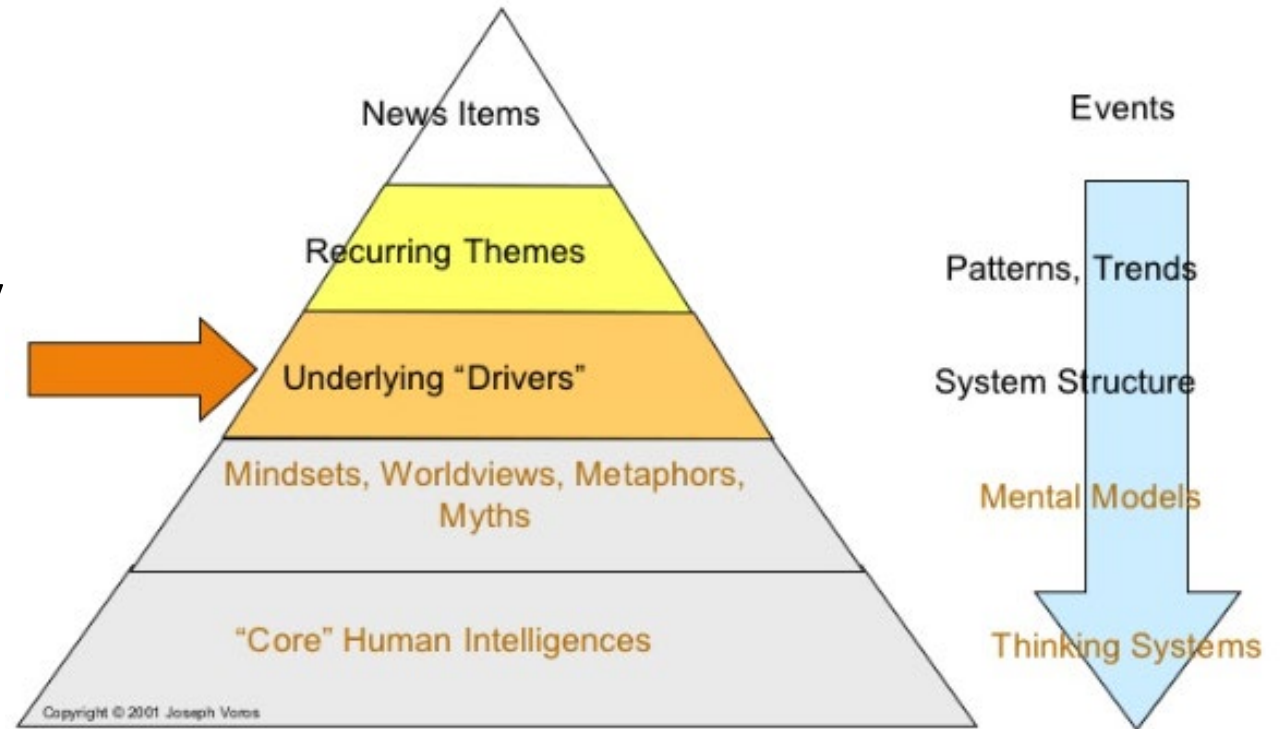 News Items
Recurring Themes
Underlying “Drivers”
Mindsets, Worldviews, Metaphors,
Myths
“Core” Human Intelligences
Copyright © 2001 Joseph Voros
Events
Patterns, Trends
System Structure
Mental Models
Thinking Systems